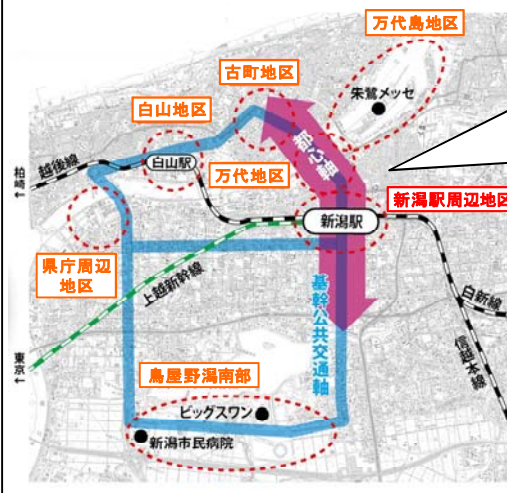 万代島地区
古町地区
朱鷺メッセ
白山地区
白山駅
都心軸
越後線
柏崎←
万代地区
新潟駅周辺地区
新潟駅
県庁周辺
地区
上越新幹線
基幹公共交通軸
白新線
信越本線
東京←
鳥屋野潟南部
ビッグスワン
新潟市民病院